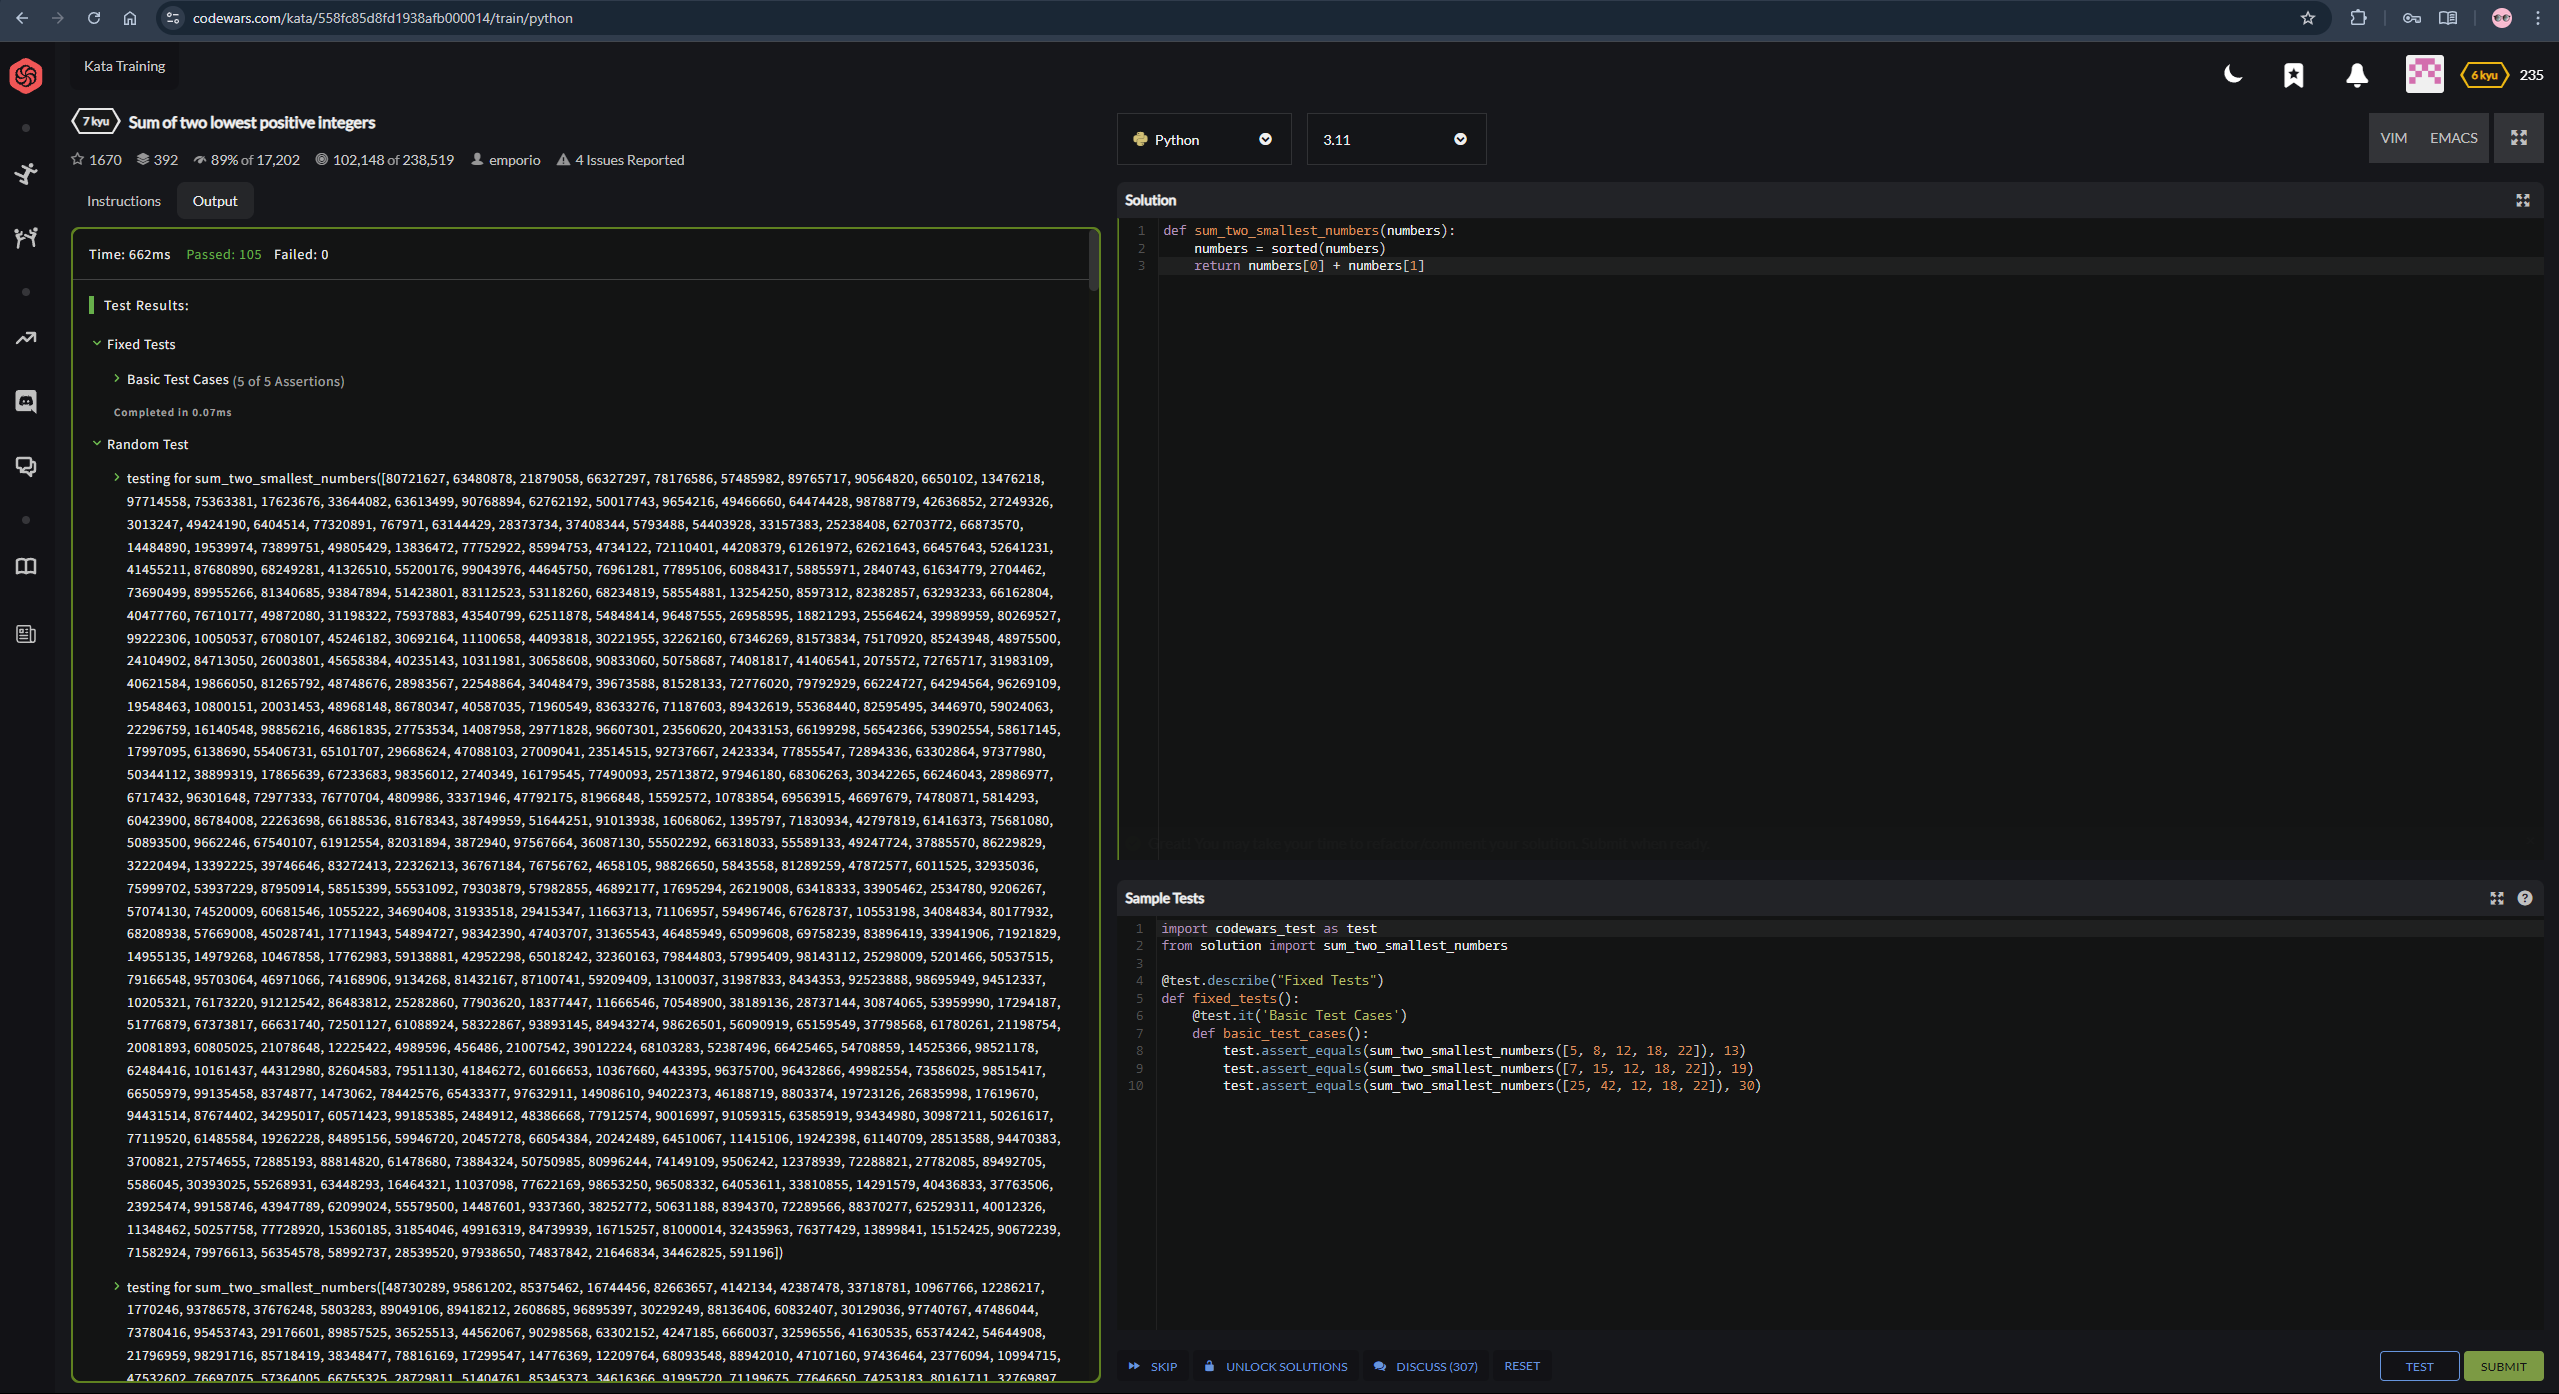 codewars.com/kata/558fc85d8fd1938afb000014/train/python
Kata Training
6 kyu 235
7 kyu Sum of two lowest positive integers
1670 392 89% of 17,202 102,148 of 238,519 emporio 4 Issues Reported
Instructions Output
Time: 662ms Passed: 105 Failed: 0
Test Results:
Fixed Tests
Basic Test Cases (5 of 5 Assertions)
Completed in 0.07ms
Random Test
testing for sum_two_smallest_numbers([80721627, 63480878, 21879058, 66327297, 78176586, 57485982, 89765717, 90564820, 6650102, 13476218,
97714558, 75363381, 17623676, 33644082, 63613499, 90768894, 62762192, 50017743, 9654216, 49466660, 64474428, 98788779, 42636852, 27249326,
3013247, 49424190, 6404514, 77320891, 767971, 63144429, 28373734, 37408344, 5793488, 54403928, 33157383, 25238408, 62703772, 66873570,
14484890, 19539974, 73899751, 49805429, 13836472, 77752922, 85994753, 4734122, 72110401, 44208379, 61261972, 62621643, 66457643, 52641231,
41455211, 87680890, 68249281, 41326510, 55200176, 99043976, 44645750, 76961281, 77895106, 60884317, 58855971, 2840743, 61634779, 2704462,
73690499, 89955266, 81340685, 93847894, 51423801, 83112523, 53118260, 68234819, 58554881, 13254250, 8597312, 82382857, 63293233, 66162804,
40477760, 76710177, 49872080, 31198322, 75937883, 43540799, 62511878, 54848414, 96487555, 26958595, 18821293, 25564624, 39989959, 80269527,
99222306, 10050537, 67080107, 45246182, 30692164, 11100658, 44093818, 30221955, 32262160, 67346269, 81573834, 75170920, 85243948, 48975500,
24104902, 84713050, 26003801, 45658384, 40235143, 10311981, 30658608, 90833060, 50758687, 74081817, 41406541, 2075572, 72765717, 31983109,
40621584, 19866050, 81265792, 48748676, 28983567, 22548864, 34048479, 39673588, 81528133, 72776020, 79792929, 66224727, 64294564, 96269109,
19548463, 10800151, 20031453, 48968148, 86780347, 40587035, 71960549, 83633276, 71187603, 89432619, 55368440, 82595495, 3446970, 59024063,
22296759, 16140548, 98856216, 46861835, 27753534, 14087958, 29771828, 96607301, 23560620, 20433153, 66199298, 56542366, 53902554, 58617145,
17997095, 6138690, 55406731, 65101707, 29668624, 47088103, 27009041, 23514515, 92737667, 2423334, 77855547, 72894336, 63302864, 97377980,
50344112, 38899319, 17865639, 67233683, 98356012, 2740349, 16179545, 77490093, 25713872, 97946180, 68306263, 30342265, 66246043, 28986977,
6717432, 96301648, 72977333, 76770704, 4809986, 33371946, 47792175, 81966848, 15592572, 10783854, 69563915, 46697679, 74780871, 5814293,
60423900, 86784008, 22263698, 66188536, 81678343, 38749959, 51644251, 91013938, 16068062, 1395797, 71830934, 42797819, 61416373, 75681080,
50893500, 9662246, 67540107, 61912554, 82031894, 3872940, 97567664, 36087130, 55502292, 66318033, 55589133, 49247724, 37885570, 86229829,
32220494, 13392225, 39746646, 83272413, 22326213, 36767184, 76756762, 4658105, 98826650, 5843558, 81289259, 47872577, 6011525, 32935036,
75999702, 53937229, 87950914, 58515399, 55531092, 79303879, 57982855, 46892177, 17695294, 26219008, 63418333, 33905462, 2534780, 9206267,
57074130, 74520009, 60681546, 1055222, 34690408, 31933518, 29415347, 11663713, 71106957, 59496746, 67628737, 10553198, 34084834, 80177932,
68208938, 57669008, 45028741, 17711943, 54894727, 98342390, 47403707, 31365543, 46485949, 65099608, 69758239, 83896419, 33941906, 71921829,
14955135, 14979268, 10467858, 17762983, 59138881, 42952298, 65018242, 32360163, 79844803, 57995409, 98143112, 25298009, 5201466, 50537515,
79166548, 95703064, 46971066, 74168906, 9134268, 81432167, 87100741, 59209409, 13100037, 31987833, 8434353, 92523888, 98695949, 94512337,
10205321, 76173220, 91212542, 86483812, 25282860, 77903620, 18377447, 11666546, 70548900, 38189136, 28737144, 30874065, 53959990, 17294187,
51776879, 67373817, 66631740, 72501127, 61088924, 58322867, 93893145, 84943274, 98626501, 56090919, 65159549, 37798568, 61780261, 21198754,
20081893, 60805025, 21078648, 12225422, 4989596, 456486, 21007542, 39012224, 68103283, 52387496, 66425465, 54708859, 14525366, 98521178,
62484416, 10161437, 44312980, 82604583, 79511130, 41846272, 60166653, 10367660, 443395, 96375700, 96432866, 49982554, 73586025, 98515417,
66505979, 99135458, 8374877, 1473062, 78442576, 65433377, 97632911, 14908610, 94022373, 46188719, 8803374, 19723126, 26835998, 17619670,
94431514, 87674402, 34295017, 60571423, 99185385, 2484912, 48386668, 77912574, 90016997, 91059315, 63585919, 93434980, 30987211, 50261617,
77119520, 61485584, 19262228, 84895156, 59946720, 20457278, 66054384, 20242489, 64510067, 11415106, 19242398, 61140709, 28513588, 94470383,
3700821, 27574655, 72885193, 88814820, 61478680, 73884324, 50750985, 80996244, 74149109, 9506242, 12378939, 72288821, 27782085, 89492705,
5586045, 30393025, 55268931, 63448293, 16464321, 11037098, 77622169, 98653250, 96508332, 64053611, 33810855, 14291579, 40436833, 37763506,
23925474, 99158746, 43947789, 62099024, 55579500, 14487601, 9337360, 38252772, 50631188, 8394370, 72289566, 88370277, 62529311, 40012326,
11348462, 50257758, 77728920, 15360185, 31854046, 49916319, 84739939, 16715257, 81000014, 32435963, 76377429, 13899841, 15152425, 90672239,
71582924, 79976613, 56354578, 58992737, 28539520, 97938650, 74837842, 21646834, 34462825, 591196])
testing for sum_two_smallest_numbers([48730289, 95861202, 85375462, 16744456, 82663657, 4142134, 42387478, 33718781, 10967766, 12286217,
1770246, 93786578, 37676248, 5803283, 89049106, 89418212, 2608685, 96895397, 30229249, 88136406, 60832407, 30129036, 97740767, 47486044,
73780416, 95453743, 29176601, 89857525, 36525513, 44562067, 90298568, 63302152, 4247185, 6660037, 32596556, 41630535, 65374242, 54644908,
21796959, 98291716, 85718419, 38348477, 78816169, 17299547, 14776369, 12209764, 68093548, 88942010, 47107160, 97436464, 23776094, 10994715,
47532602, 76697075, 57364005, 66755325, 28729811, 51404761, 85345373, 34616366, 91995720, 71199675, 77646650, 74253183, 80161711, 32769897,
Python 3.11 VIM EMACS
Solution
1 def sum_two_smallest_numbers(numbers):
2 numbers = sorted(numbers)
3 return numbers[0] + numbers[1]
Sample Tests
1 import codewars_test as test
2 from solution import sum_two_smallest_numbers
3
4 @test.describe("Fixed Tests")
5 def fixed_tests():
6 @test.it('Basic Test Cases')
7 def basic_test_cases():
8 test.assert_equals(sum_two_smallest_numbers([5, 8, 12, 18, 22]), 13)
9 test.assert_equals(sum_two_smallest_numbers([7, 15, 12, 18, 22]), 19)
10 test.assert_equals(sum_two_smallest_numbers([25, 42, 12, 18, 22]), 30)
SKIP UNLOCK SOLUTIONS DISCUSS (307) RESET TEST SUBMIT